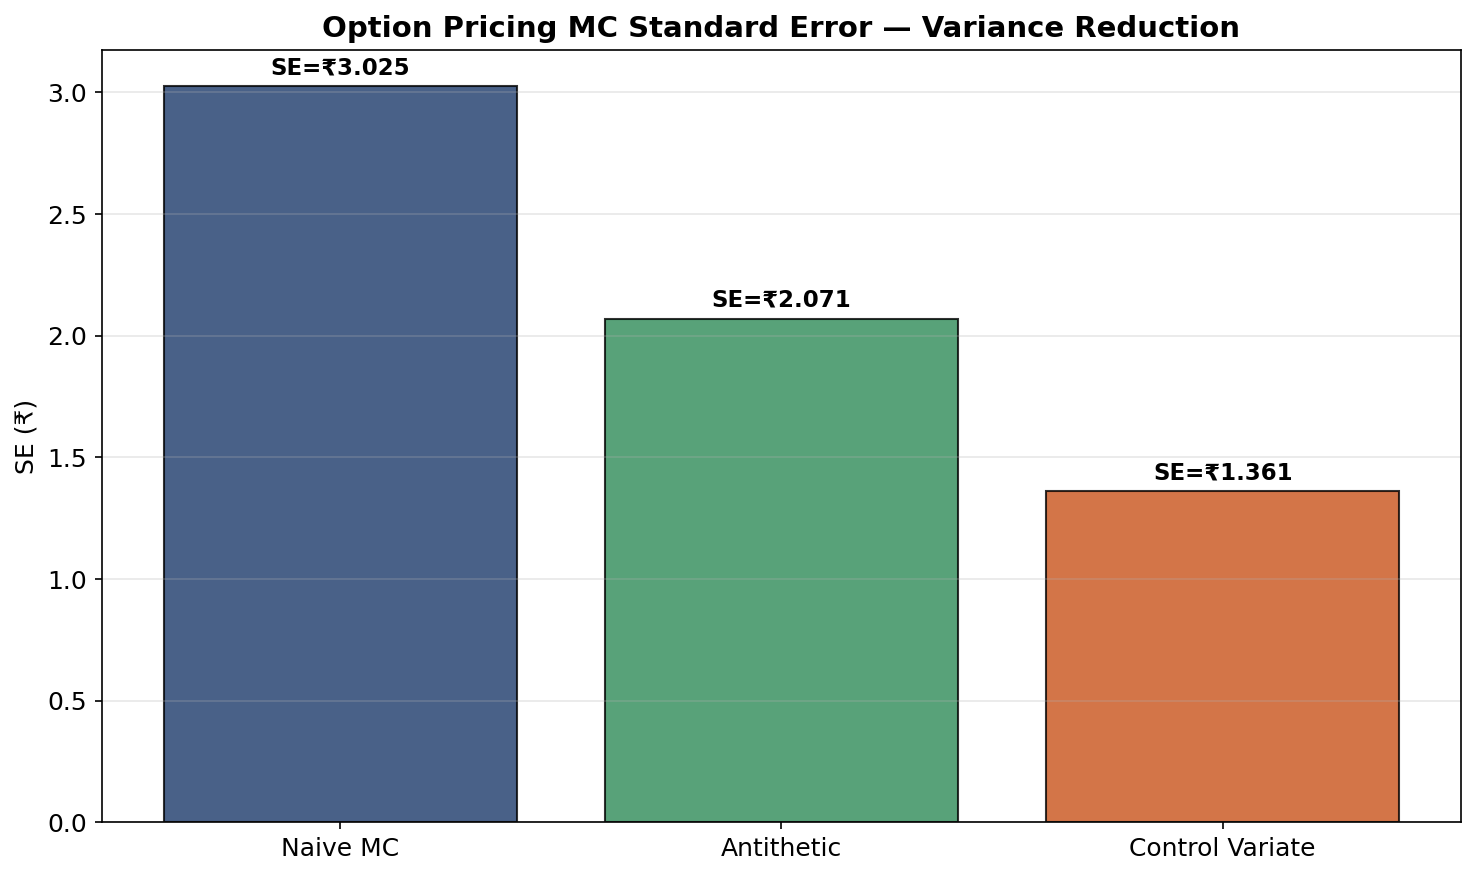 Option Pricing MC Standard Error — Variance Reduction
SE=₹3.025
3.0
2.5
SE=₹2.071
2.0
SE (₹)
1.5
SE=₹1.361
1.0
0.5
0.0
Naive MC
Antithetic
Control Variate